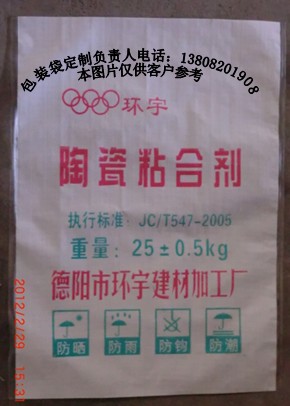 包装袋定制负责人电话：13808201908
本图片仅供客户参考
环宇
陶瓷粘合剂
执行标准：JC/T547-2005
重量：25±0.5kg
德阳市环宇建材加工厂
防晒 防雨 防钩 防潮
2012/2/29 15:31